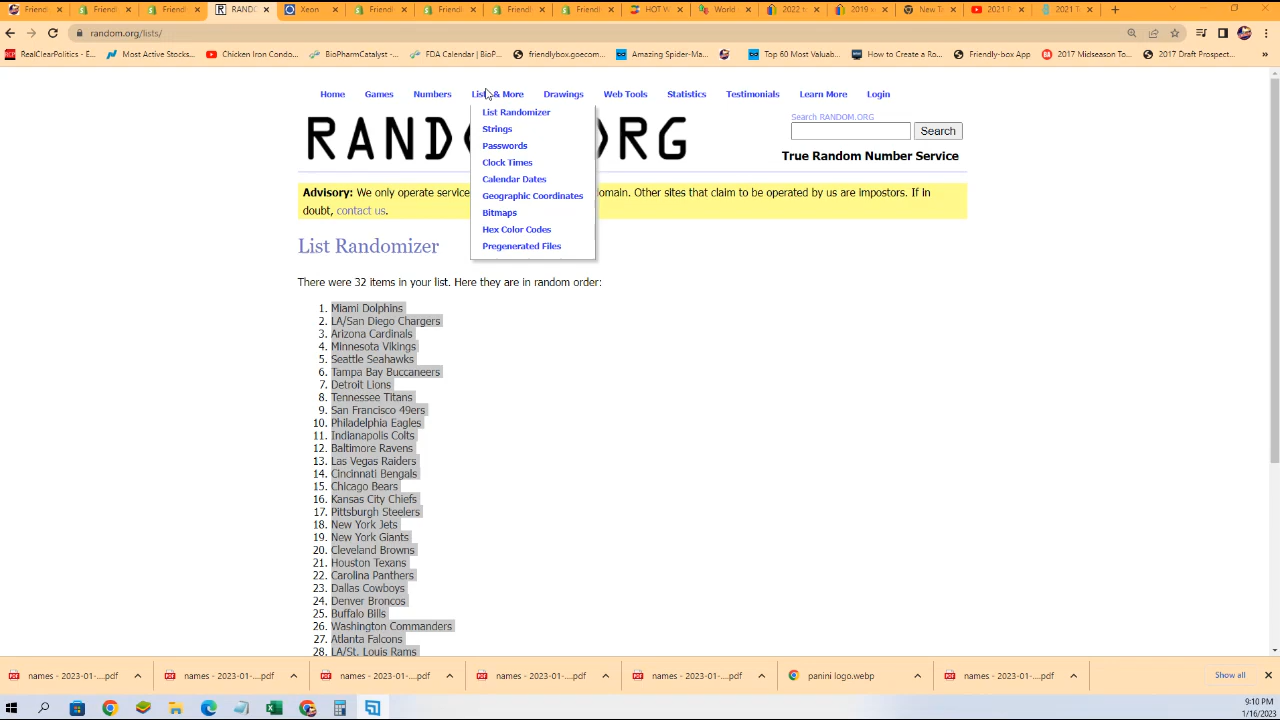 Friendl
Friendl
Friendl
RANDO
Xeon
Friendl
Friendl
Friendl
Friendl
HOT W
World
2022 to
2019 s
New T
2021 P
2021 T
random.org/lists/
RealClearPolitics - E...
Most Active Stocks...
Chicken Iron Condo...
BioPharmCatalyst -...
FDA Calendar | BioP...
friendlybox.goecom...
Amazing Spider-Ma...
Top 60 Most Valuab...
How to Create a Ro...
Friendly-box App
2017 Midseason To...
2017 Draft Prospect...
»
Home
Games
Numbers
Lists & More
Drawings
Web Tools
Statistics
Testimonials
Learn More
Login
List Randomizer
Strings
Passwords
Clock Times
Calendar Dates
Geographic Coordinates
Bitmaps
Hex Color Codes
Pregenerated Files
RAND RG
Search RANDOM.ORG
Search
True Random Number Service
Advisory: We only operate service omain. Other sites that claim to be operated by us are impostors. If in
doubt, contact us.
List Randomizer
There were 32 items in your list. Here they are in random order:
1. Miami Dolphins
2. LA/San Diego Chargers
3. Arizona Cardinals
4. Minnesota Vikings
5. Seattle Seahawks
6. Tampa Bay Buccaneers
7. Detroit Lions
8. Tennessee Titans
9. San Francisco 49ers
10. Philadelphia Eagles
11. Indianapolis Colts
12. Baltimore Ravens
13. Las Vegas Raiders
14. Cincinnati Bengals
15. Chicago Bears
16. Kansas City Chiefs
17. Pittsburgh Steelers
18. New York Jets
19. New York Giants
20. Cleveland Browns
21. Houston Texans
22. Carolina Panthers
23. Dallas Cowboys
24. Denver Broncos
25. Buffalo Bills
26. Washington Commanders
27. Atlanta Falcons
28. LA/St. Louis Rams
names - 2023-01-....pdf
names - 2023-01-....pdf
names - 2023-01-....pdf
names - 2023-01-....pdf
names - 2023-01-....pdf
panini logo.webp
names - 2023-01-....pdf
Show all
9:10 PM
1/16/2023